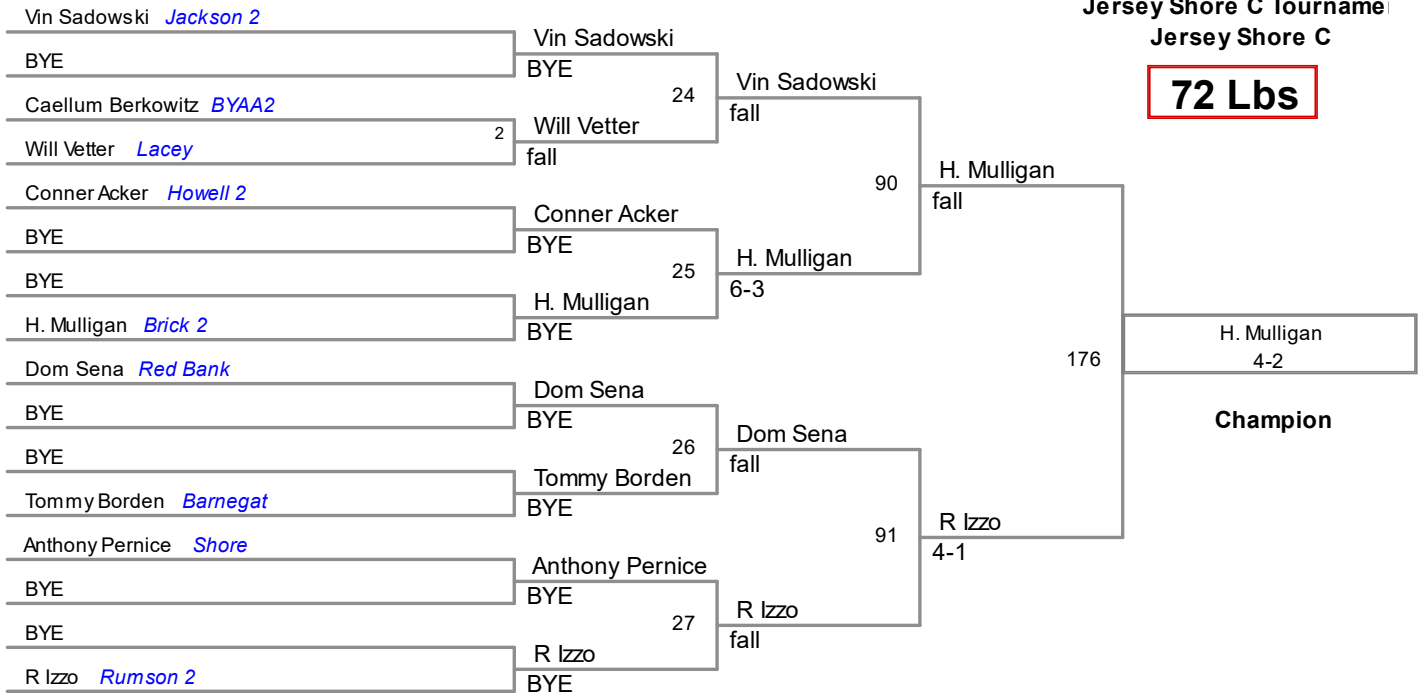 Jersey Shore C Tourname
Jersey Shore C
72 Lbs
Vin Sadowski Jackson 2
BYE
Caellum Berkowitz BYAA2
2
Will Vetter Lacey
Conner Acker Howell 2
BYE
BYE
H. Mulligan Brick 2
Dom Sena Red Bank
BYE
BYE
Tommy Borden Barnegat
Anthony Pernice Shore
BYE
BYE
R Izzo Rumson 2
Vin Sadowski
BYE
24
Will Vetter
fall
Conner Acker
BYE
25
H. Mulligan
BYE
Dom Sena
BYE
26
Tommy Borden
BYE
Anthony Pernice
BYE
27
R Izzo
BYE
Vin Sadowski
fall
90
H. Mulligan
6-3
Dom Sena
fall
91
R Izzo
fall
H. Mulligan
fall
176
R Izzo
4-1
H. Mulligan
4-2
Champion